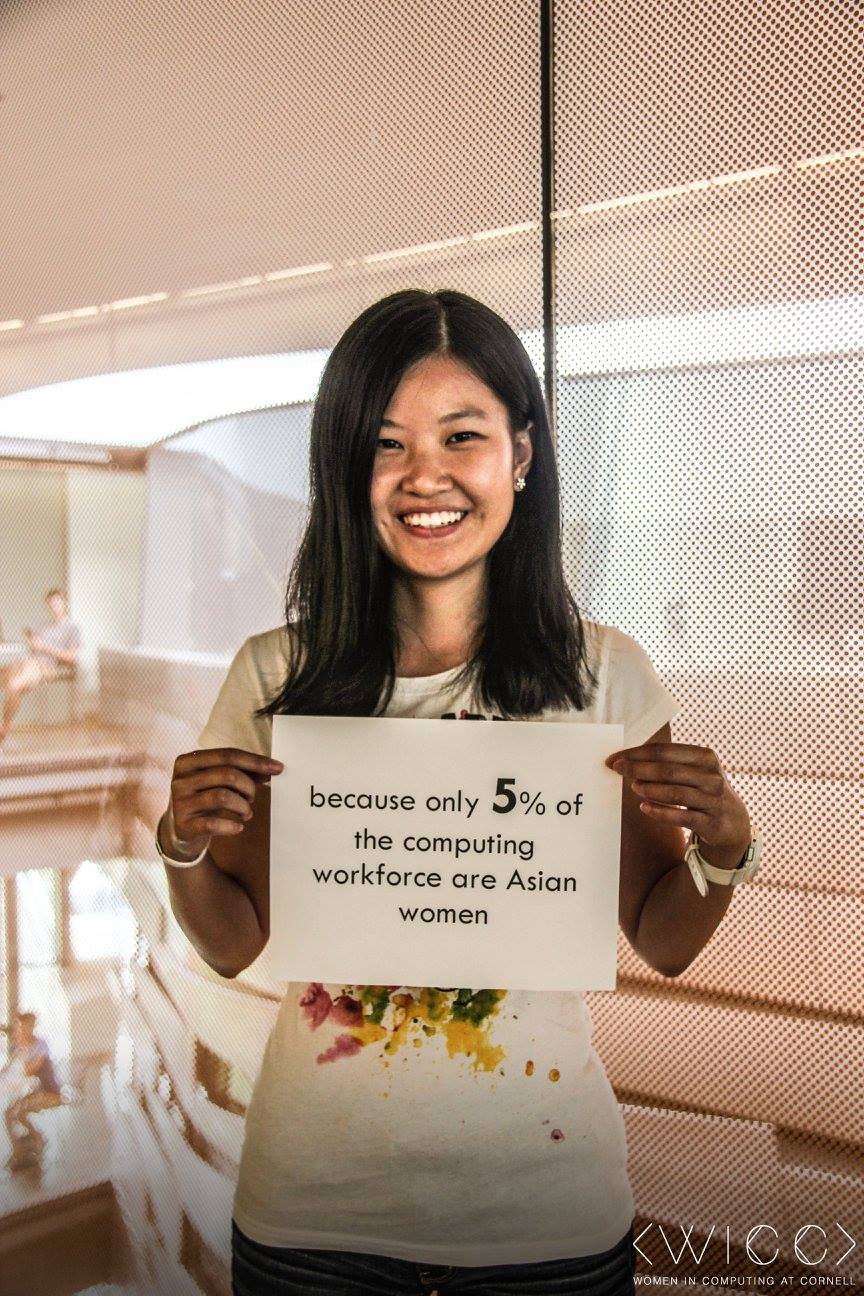 because only 5% of
the computing
workforce are Asian
women
<WICC>
WOMEN IN COMPUTING AT CORNELL